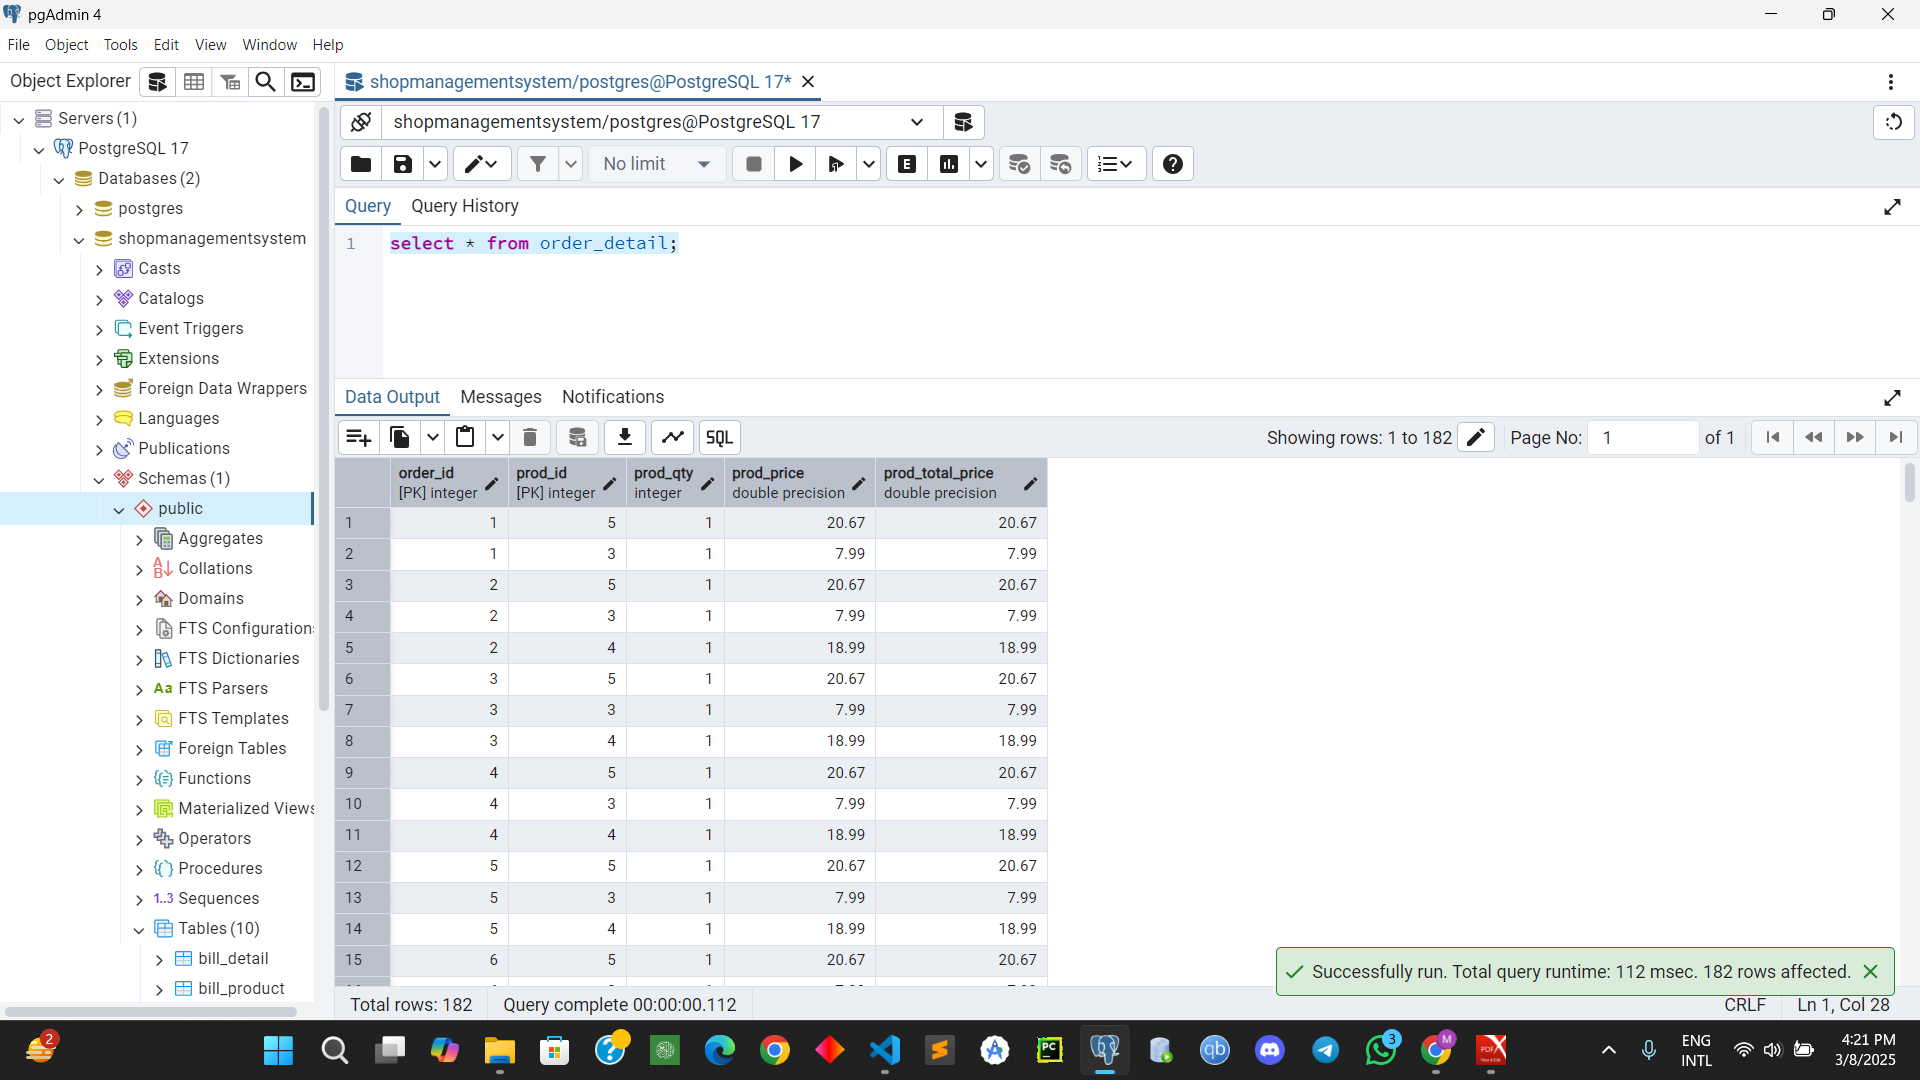 pgAdmin 4
File Object Tools Edit View Window Help
Object Explorer
shopmanagementsystem/postgres@PostgreSQL 17*
Servers (1)
PostgreSQL 17
Databases (2)
postgres
shopmanagementsystem
Casts
Catalogs
Event Triggers
Extensions
Foreign Data Wrappers
Languages
Publications
Schemas (1)
public
Aggregates
Collations
Domains
FTS Configurations
FTS Dictionaries
Aa FTS Parsers
FTS Templates
Foreign Tables
Functions
Materialized Views
Operators
Procedures
1..3 Sequences
Tables (10)
bill_detail
bill_product
shopmanagementsystem/postgres@PostgreSQL 17
No limit
E
Query Query History
1 select * from order_detail;
Data Output Messages Notifications
SQL
Showing rows: 1 to 182 Page No: 1 of 1
order_id prod_id prod_qty prod_price prod_total_price
[PK] integer [PK] integer integer double precision double precision
1 1 5 1 20.67 20.67
2 1 3 1 7.99 7.99
3 2 5 1 20.67 20.67
4 2 3 1 7.99 7.99
5 2 4 1 18.99 18.99
6 3 5 1 20.67 20.67
7 3 3 1 7.99 7.99
8 3 4 1 18.99 18.99
9 4 5 1 20.67 20.67
10 4 3 1 7.99 7.99
11 4 4 1 18.99 18.99
12 5 5 1 20.67 20.67
13 5 3 1 7.99 7.99
14 5 4 1 18.99 18.99
15 6 5 1 20.67 20.67
Successfully run. Total query runtime: 112 msec. 182 rows affected.
Total rows: 182 Query complete 00:00:00.112
CRLF Ln 1, Col 28
2
PC
qb
3
M
PDF
ENG
INTL
4:21 PM
3/8/2025